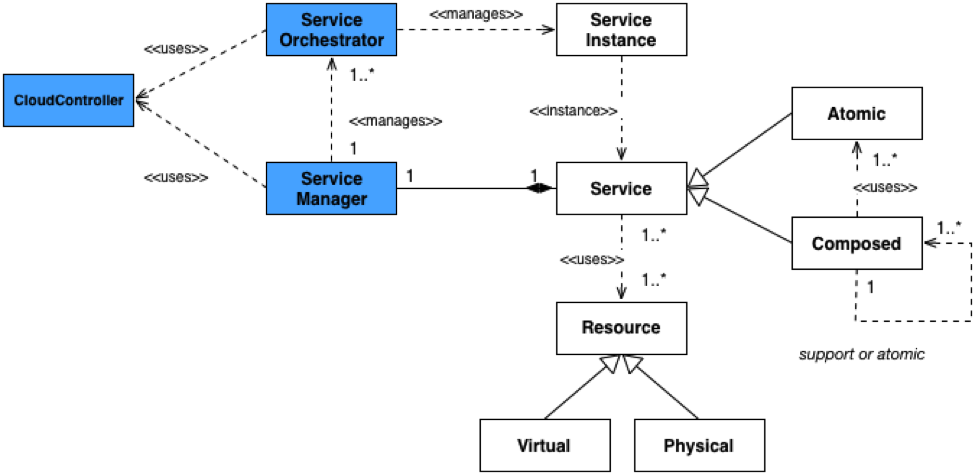 Service
Orchestrator
<<manages>>
Service
Instance
<<uses>>
1..*
CloudController
<<manages>>
<<instance>>
Atomic
1..*
1
<<uses>>
<<uses>>
Service
Manager
1
1
Service
1..*
Composed
1..*
<<uses>>
1..*
1
Resource
support or atomic
Virtual
Physical